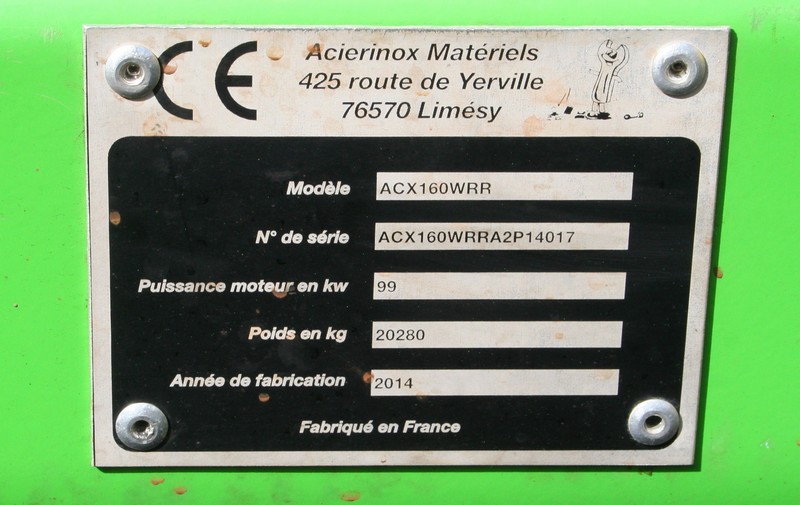 CE
Acierinox Matériels
425 route de Yerville
76570 Limésy
Modèle ACX160WRR
N° de série ACX160WRRA2P14017
Puissance moteur en kw 99
Poids en kg 20280
Année de fabrication 2014
Fabriqué en France